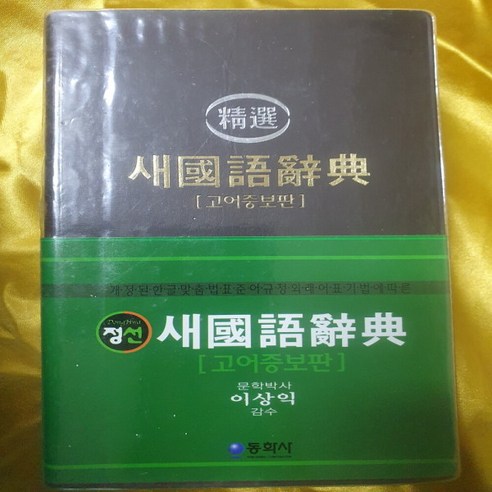 精選
새國語辭典
[고어증보판]
개정된한글맞춤법표준어규정외래어표기법에따른
정선
새國語辭典
[고어증보판]
문학박사
이상익
감수
동화사